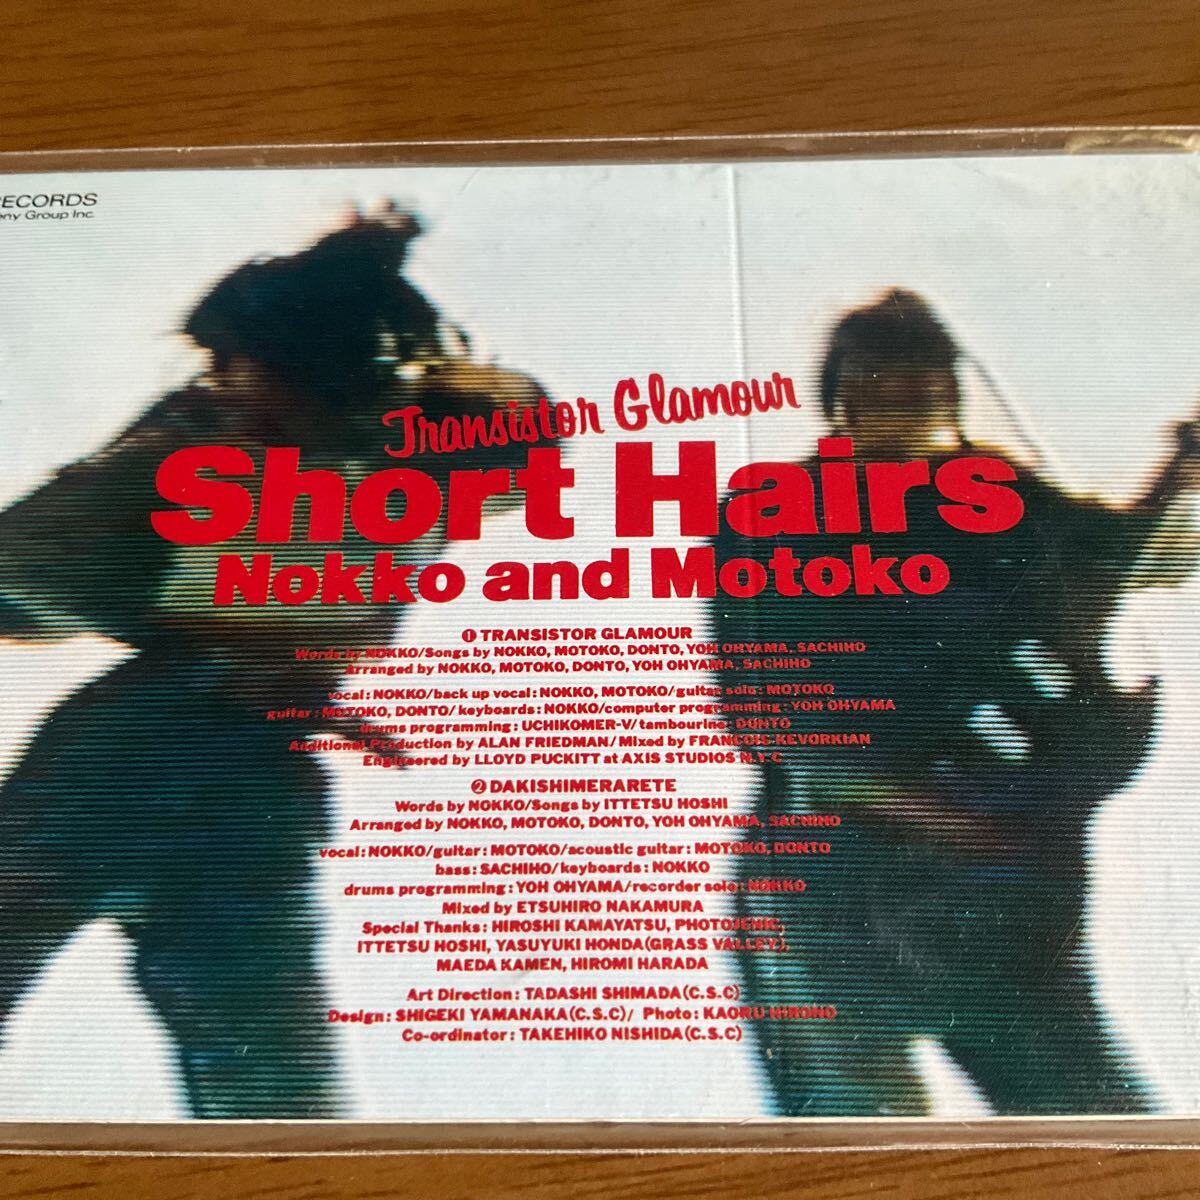 RECORDS
ony Group Inc.
Transistor Glamour
Short Hairs
Nokko and Motoko
① TRANSISTOR GLAMOUR
Words by NOKKO/Songs by NOKKO, MOTOKO, DONTO, YOH OHYAMA, SACHIHO
Arranged by NOKKO, MOTOKO, DONTO, YOH OHYAMA, SACHIHO
vocal: NOKKO/back up vocal: NOKKO, MOTOKO/guitar solo: MOTOKO
guitar: MOTOKO, DONTO/keyboards: NOKKO/computer programming: YOH OHYAMA
drums programming: UCHIKOMER-V/tambourine: DONTO
Additional Production by ALAN FRIEDMAN/Mixed by FRANCOIS KEVORKIAN
Engineered by LLOYD PUCKITT at AXIS STUDIOS N.Y.C.
② DAKISHIMERARETE
Words by NOKKO/Songs by ITTETSU HOSHI
Arranged by NOKKO, MOTOKO, DONTO, YOH OHYAMA, SACHIHO
vocal: NOKKO/guitar: MOTOKO/acoustic guitar: MOTOKO, DONTO
bass: SACHIHO/keyboards: NOKKO
drums programming: YOH OHYAMA/recorder solo: NOKKO
Mixed by ETSUHIRO NAKAMURA
Special Thanks: HIROSHI KAMAYATSU, PHOTOJENIC,
ITTETSU HOSHI, YASUYUKI HONDA(GRASS VALLEY),
MAEDA KAMEN, HIROMI HARADA
Art Direction: TADASHI SHIMADA(C.S.C)
Design: SHIGEKI YAMANAKA(C.S.C)/ Photo: KAORU HIRONO
Co-ordinator: TAKEHIKO NISHIDA(C.S.C)